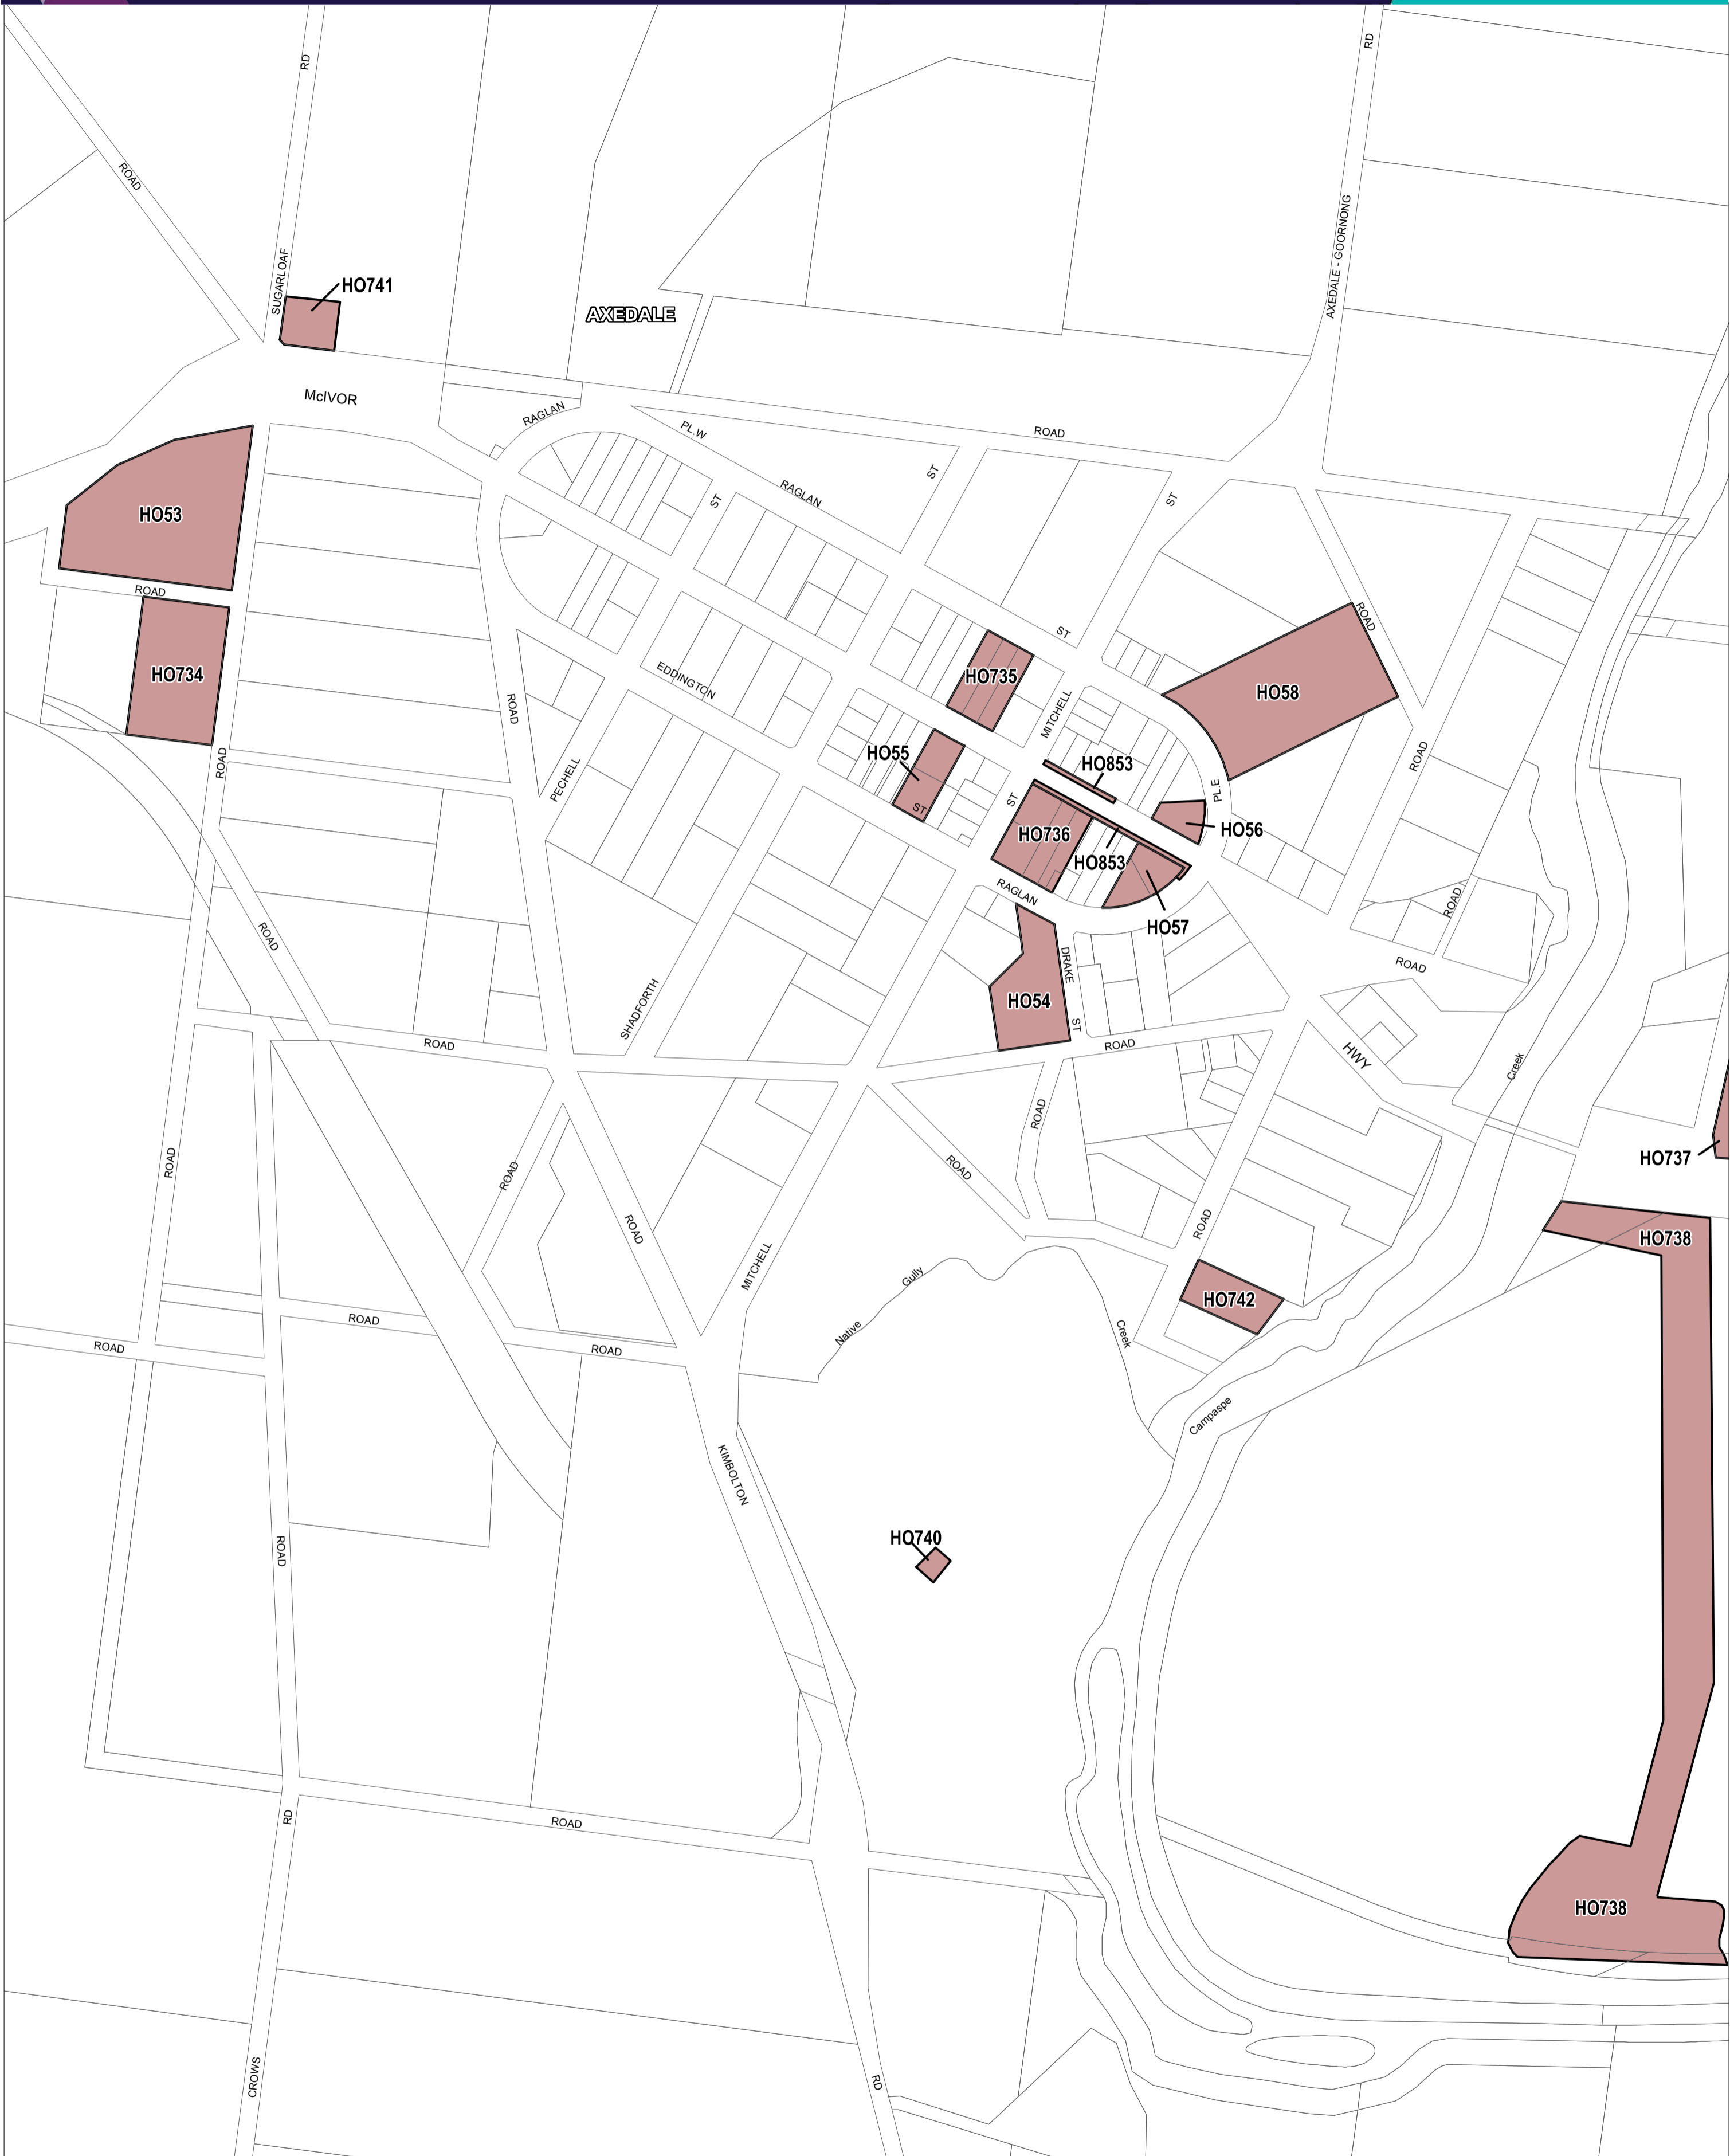 RD
RD
ROAD
AXEDALE - GOORNONG
SUGARLOAF
HO741
AXEDALE
McIVOR
RAGLAN
PL.W
ROAD
ST
RAGLAN
ST
ST
HO53
ROAD
ROAD
ST
HO734
EDDINGTON
HO735
HO58
MITCHELL
ROAD
ROAD
ROAD
PECHELL
HO55
HO853
PLE
ST
ST
HO736
HO56
HO853
RAGLAN
ROAD
HO57
ROAD
DRAKE
ROAD
HO54
SHADFORTH
ST
ROAD
ROAD
HWY
Creek
ROAD
ROAD
HO737
ROAD
ROAD
ROAD
ROAD
HO738
MITCHELL
Gully
HO742
ROAD
Native
Creek
ROAD
ROAD
Campaspe
KIMBOLTON
HO740
ROAD
RD
ROAD
HO738
CROWS
RD